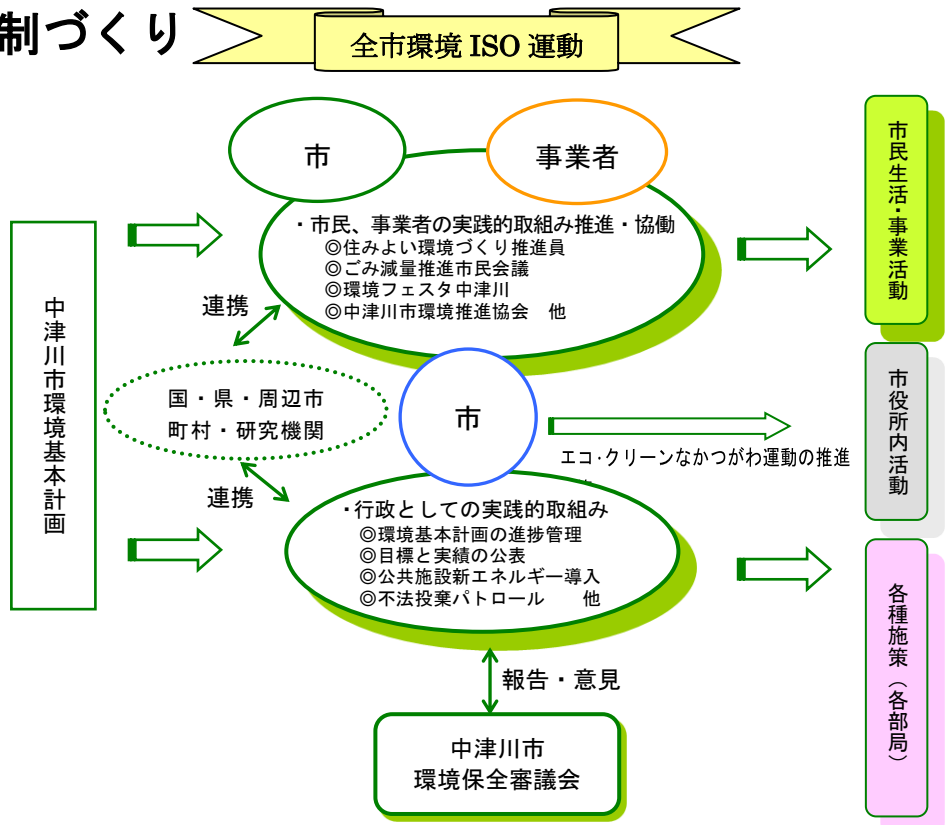 制づくり
全市環境 ISO 運動
市
事業者
・市民、事業者の実践的取組み推進・協働
◎住みよい環境づくり推進員
◎ごみ減量推進市民会議
◎環境フェスタ中津川
◎中津川市環境推進協会　他
中津川市環境基本計画
連携
国・県・周辺市
町村・研究機関
連携
市
エコ・クリーンなかつがわ運動の推進
・行政としての実践的取組み
◎環境基本計画の進捗管理
◎目標と実績の公表
◎公共施設新エネルギー導入
◎不法投棄パトロール　　他
報告・意見
中津川市
環境保全審議会
市民生活・事業活動
市役所内活動
各種施策（各部局）